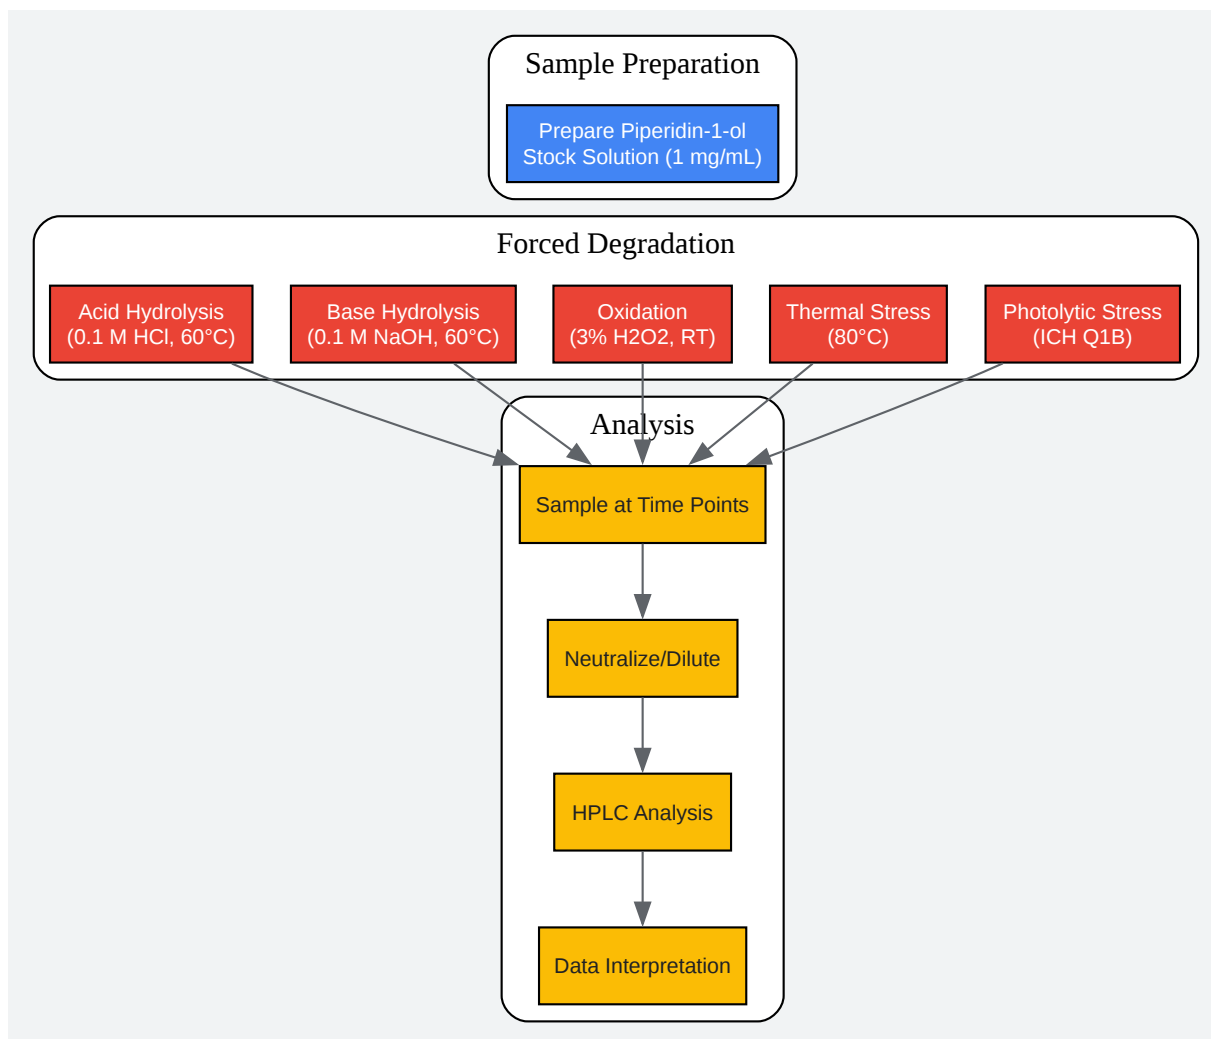 Sample Preparation
Prepare Piperidin-1-ol
Stock Solution (1 mg/mL)
Forced Degradation
Acid Hydrolysis
(0.1 M HCl, 60°C)
Base Hydrolysis
(0.1 M NaOH, 60°C)
Oxidation
(3% H2O2, RT)
Thermal Stress
(80°C)
Photolytic Stress
(ICH Q1B)
Analysis
Sample at Time Points
Neutralize/Dilute
HPLC Analysis
Data Interpretation